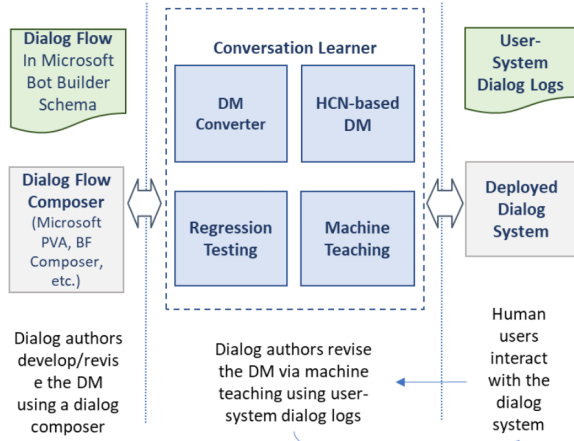 Dialog Flow
In Microsoft
Bot Builder
Schema
Dialog Flow
Composer
(Microsoft
PVA, BF
Composer,
etc.)
Dialog authors
develop/revis
e the DM
using a dialog
composer
Conversation Learner
DM
Converter
HCN-based
DM
Regression
Testing
Machine
Teaching
Dialog authors revise
the DM via machine
teaching using user-
system dialog logs
User-
System
Dialog Logs
Deployed
Dialog
System
Human
users
interact
with the
dialog
system